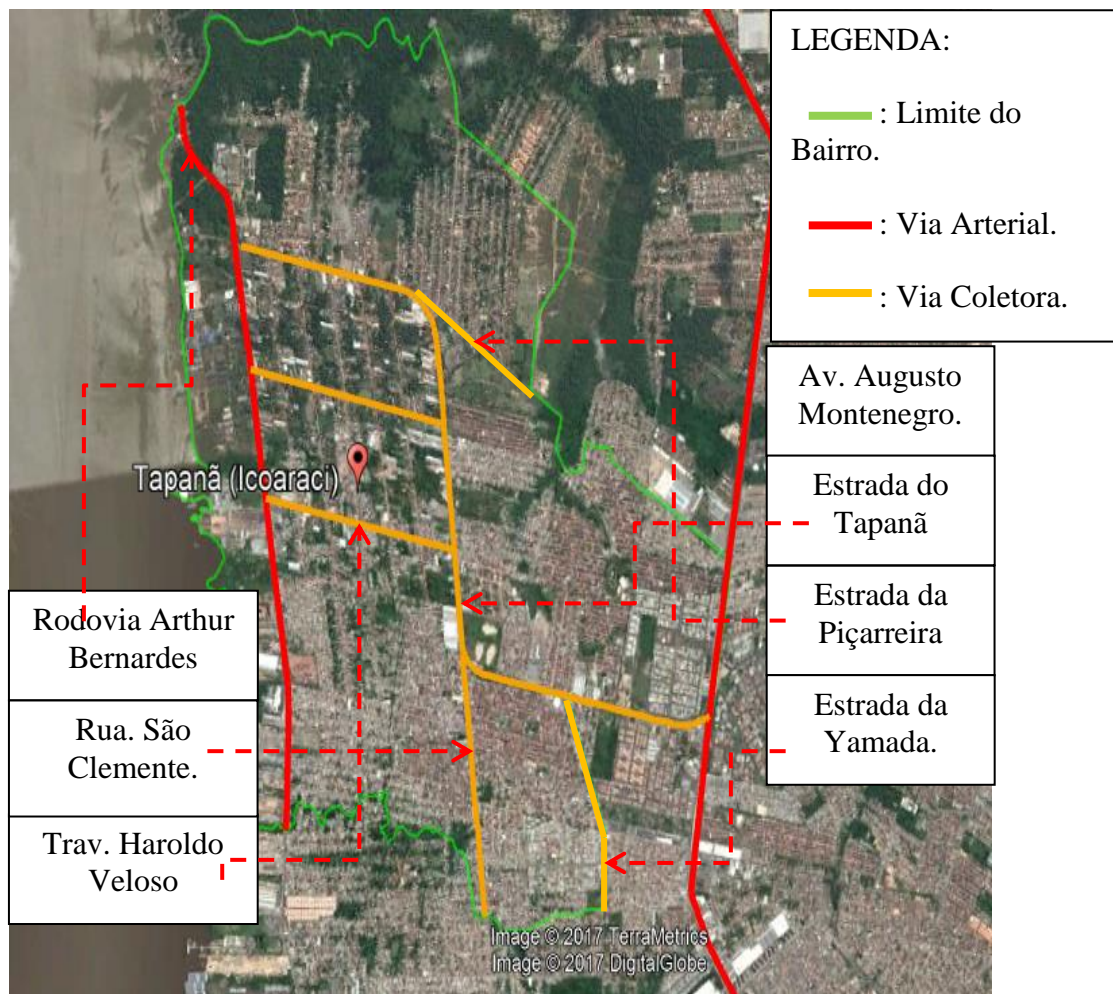 LEGENDA:
: Limite do
Bairro.
: Via Arterial.
: Via Coletora.
Av. Augusto
Montenegro.
Estrada do
Tapanã
Estrada da
Piçarreira
Estrada da
Yamada.
Tapanã (Icoaraci)
Rodovia Arthur
Bernardes
Rua. São
Clemente.
Trav. Haroldo
Veloso
Image © 2017 TerraMetrics
Image © 2017 DigitalGlobe